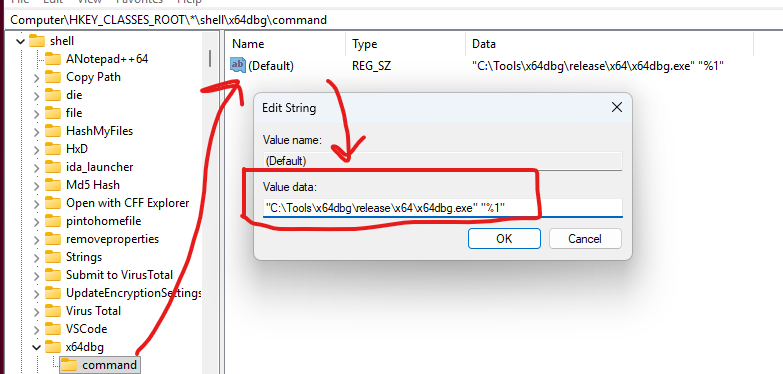 File Edit View Favorites Help
Computer\HKEY_CLASSES_ROOT\*\shell\x64dbg\command
shell
ANotepad++64
Copy Path
die
file
HashMyFiles
HxD
ida_launcher
Md5 Hash
Open with CFF Explorer
pintohomefile
removeproperties
Strings
Submit to VirusTotal
UpdateEncryptionSettings
Virus Total
VSCode
x64dbg
command
Name Type Data
ab (Default) REG_SZ "C:\Tools\x64dbg\release\x64\x64dbg.exe" "%1"
Edit String
Value name:
(Default)
Value data:
"C:\Tools\x64dbg\release\x64\x64dbg.exe" "%1"
OK Cancel